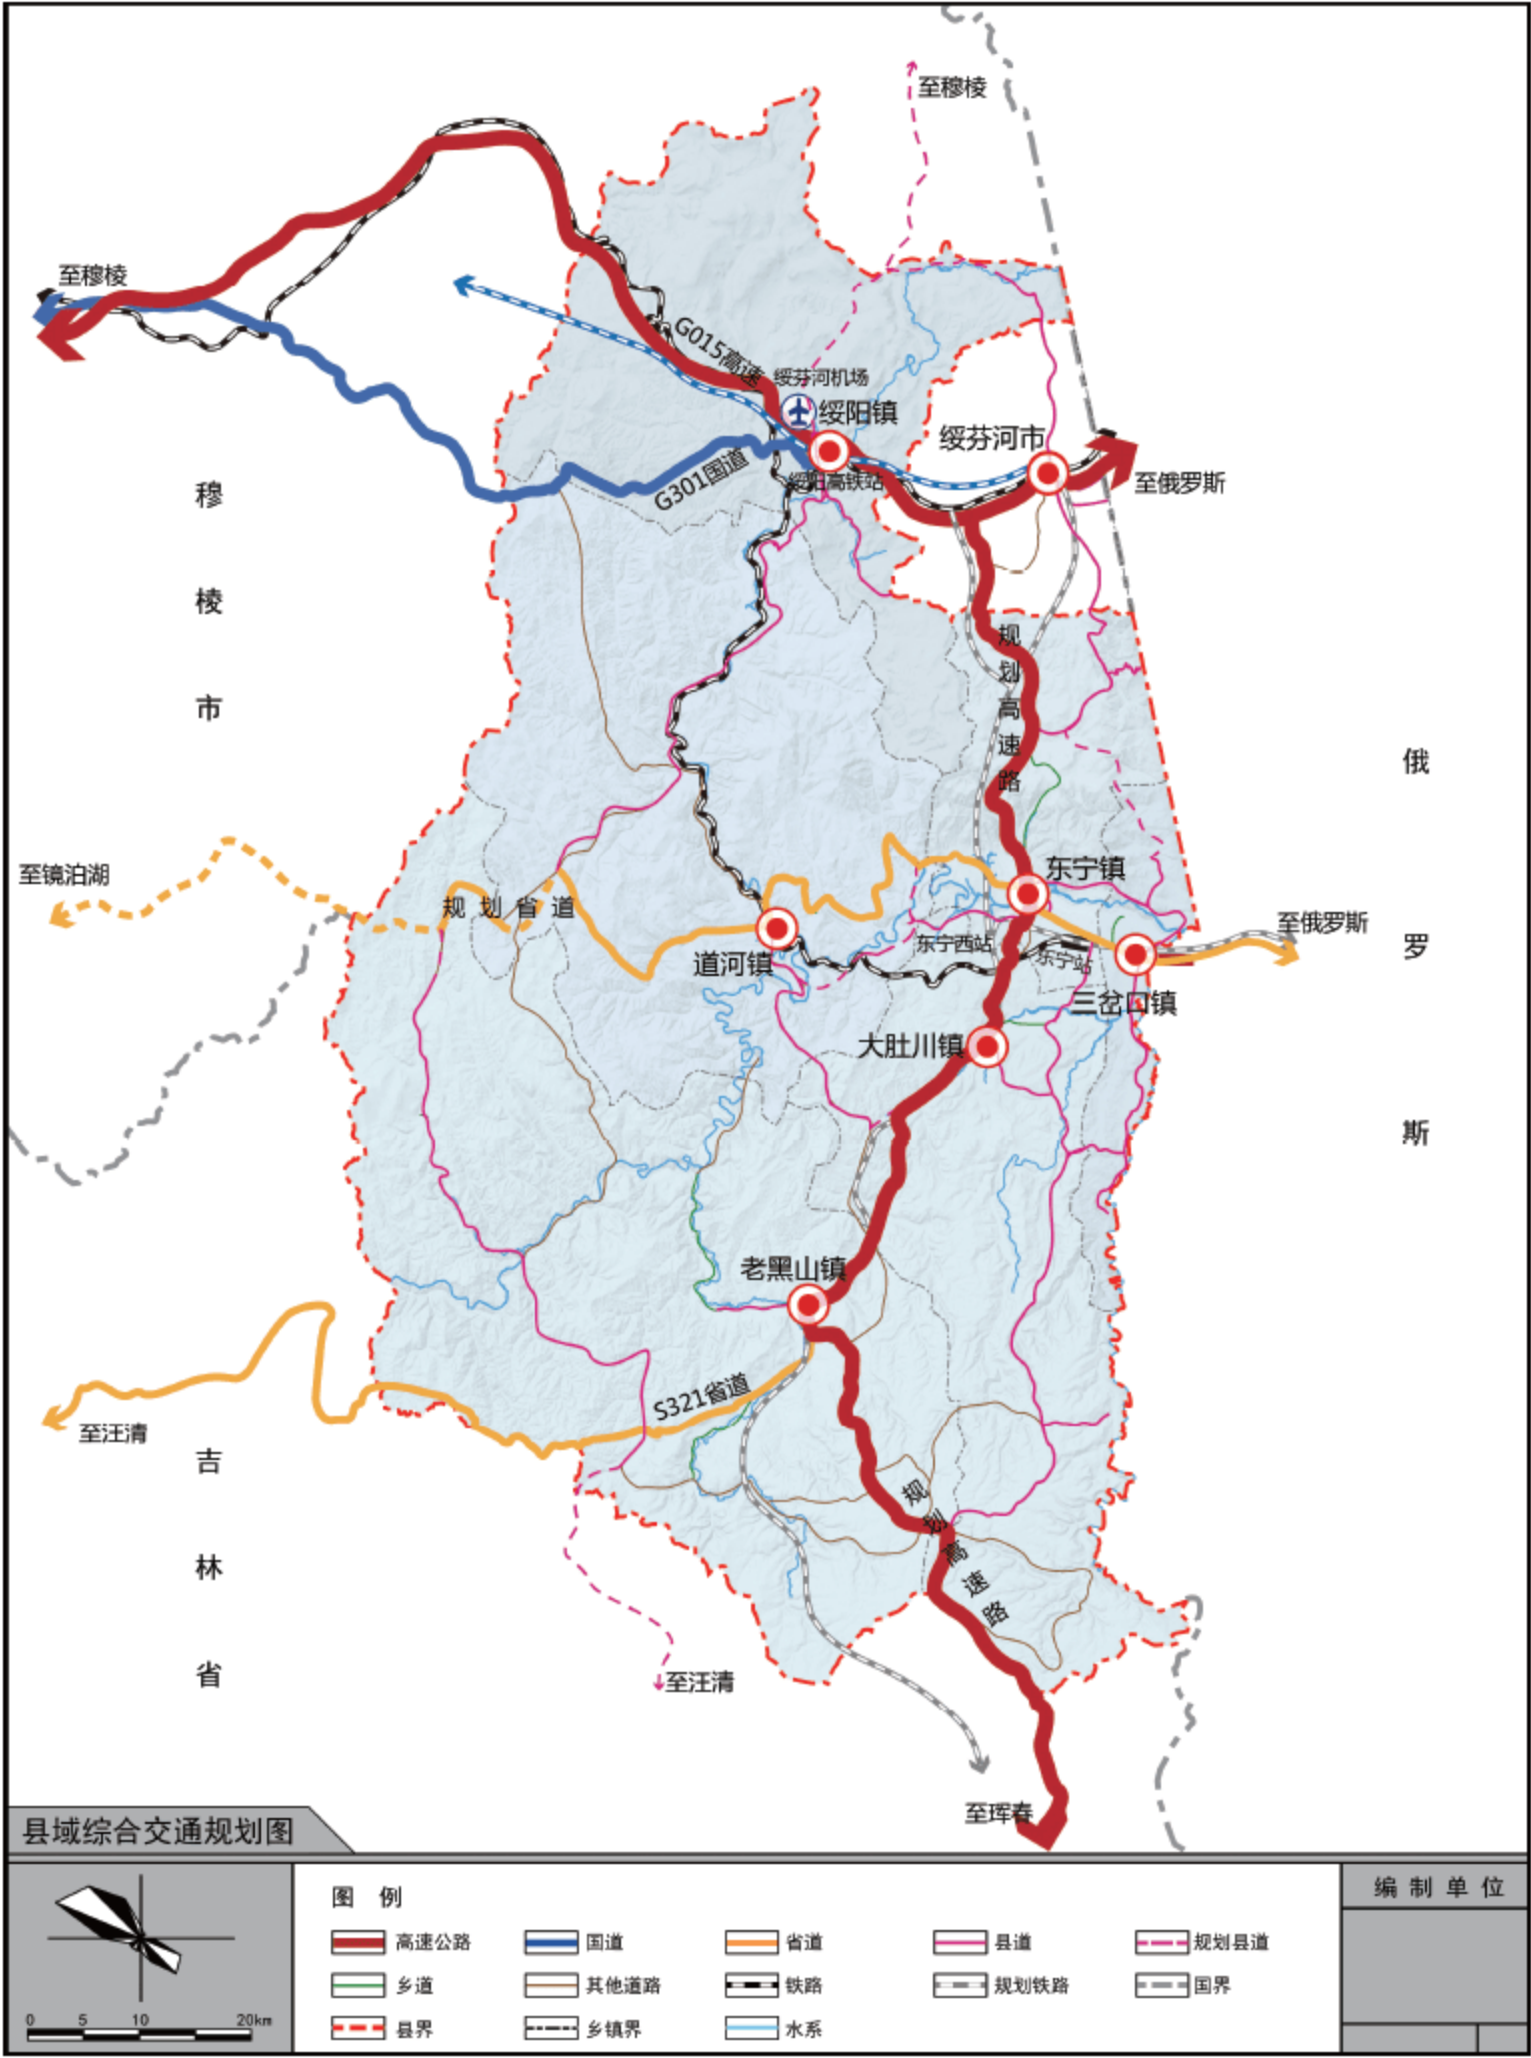 至穆棱
至穆棱
G015高速
绥芬河机场
绥阳镇
绥芬河市
至俄罗斯
绥阳高铁站
G301国道
穆棱市
规划高速路
俄罗斯
至镜泊湖
规划省道
东宁镇
至俄罗斯
东宁西站
东宁站
道河镇
三岔口镇
大肚川镇
老黑山镇
S321省道
至汪清
吉林省
规划高速路
至汪清
至珲春
县域综合交通规划图
0 5 10 20km
图例
高速公路
国道
省道
县道
规划县道
乡道
其他道路
铁路
规划铁路
国界
县界
乡镇界
水系
编制单位